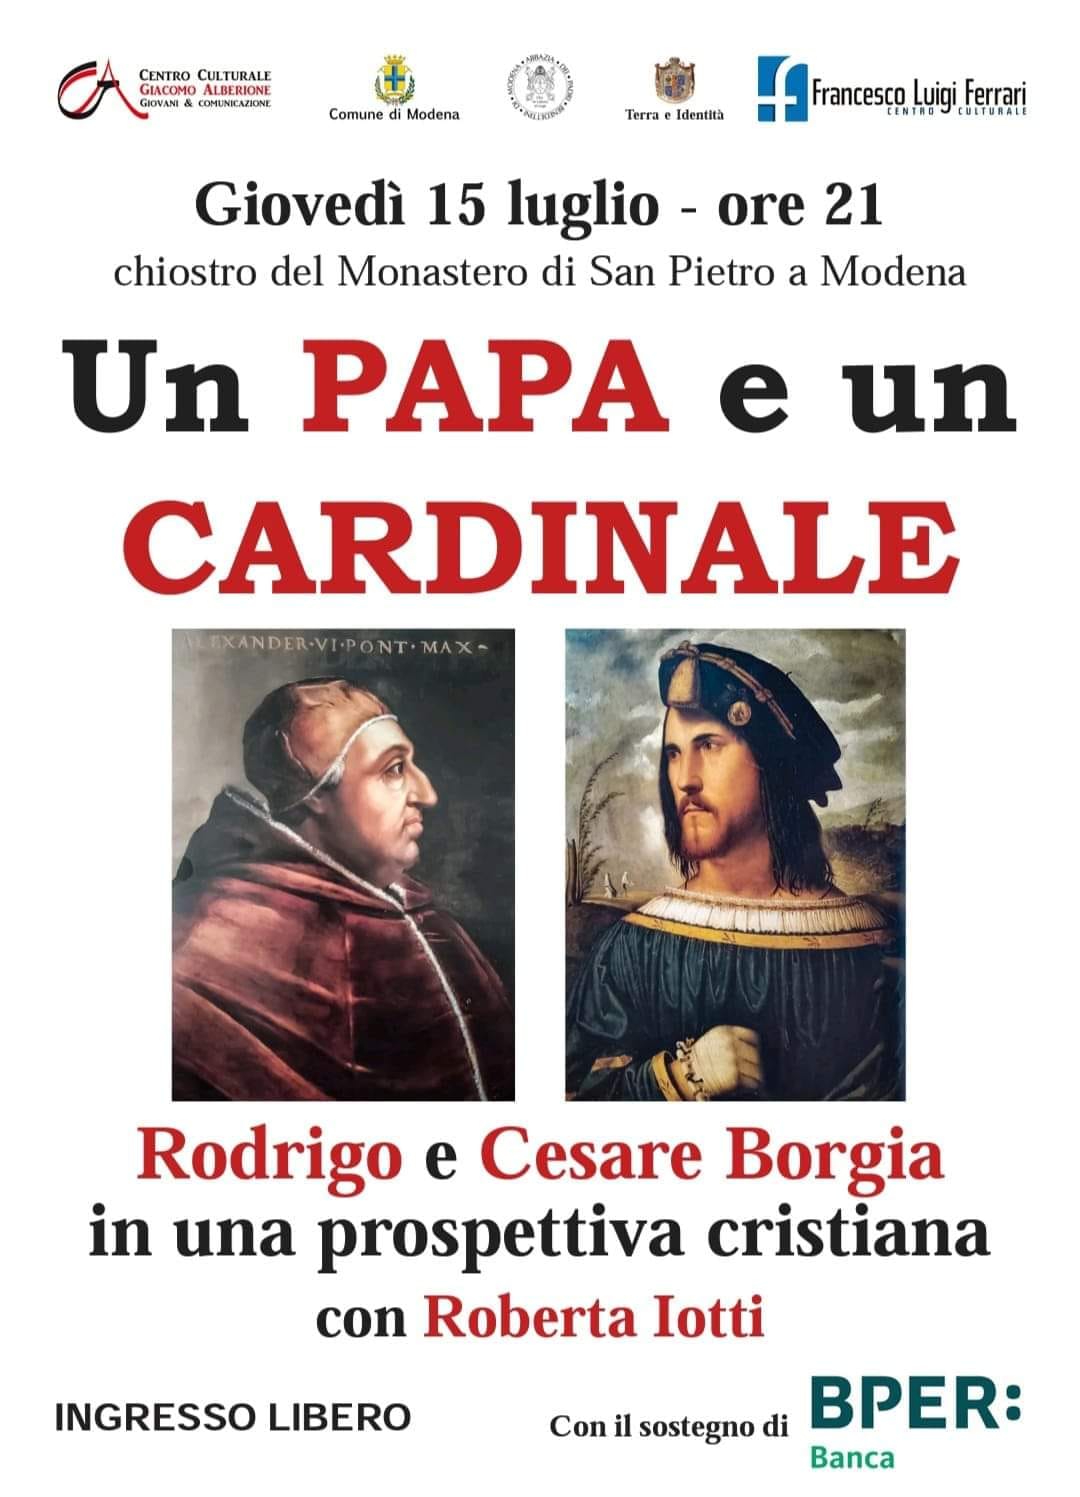 CENTRO CULTURALE
GIACOMO ALBERIONE
GIOVANI & COMUNICAZIONE
Comune di Modena
Terra e Identità
Francesco Luigi Ferrari
CENTRO CULTURALE
Giovedì 15 luglio - ore 21
chiostro del Monastero di San Pietro a Modena
Un PAPA e un
CARDINALE
ALEXANDER·VI·PONT·MAX
Rodrigo e Cesare Borgia
in una prospettiva cristiana
con Roberta Iotti
INGRESSO LIBERO
Con il sostegno di
BPER:
Banca